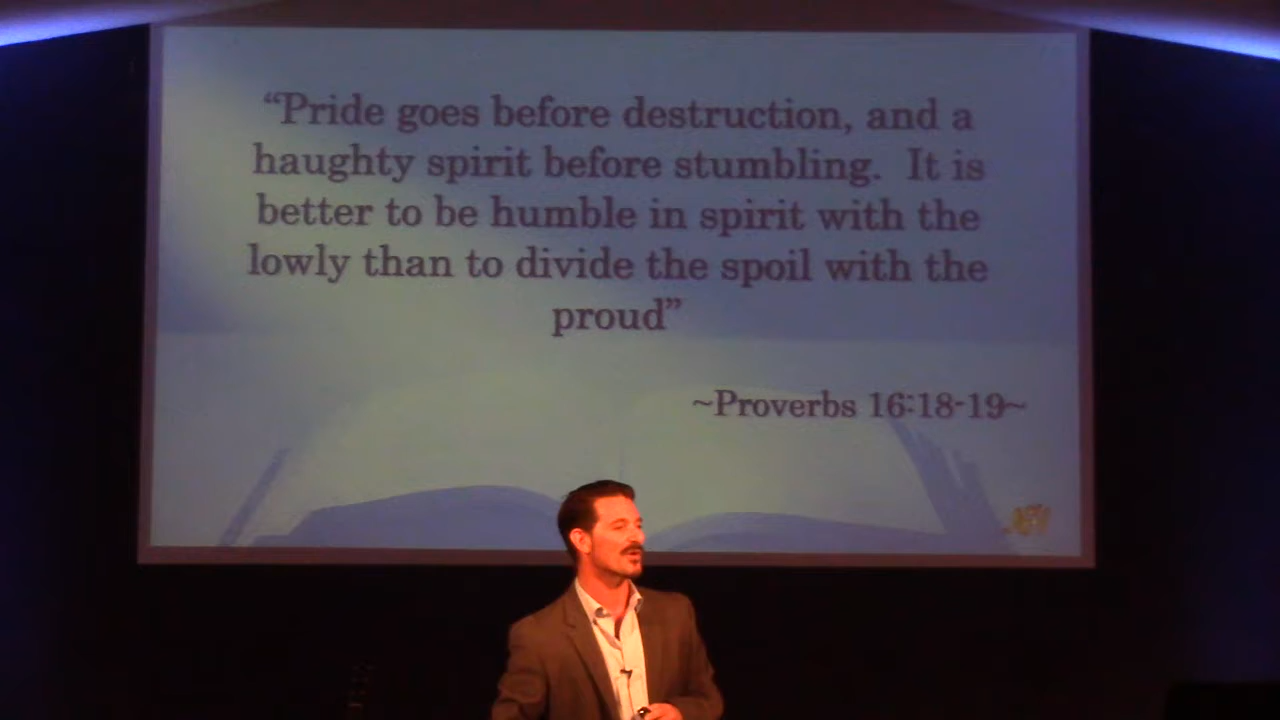 “Pride goes before destruction, and a
haughty spirit before stumbling.  It is
better to be humble in spirit with the
lowly than to divide the spoil with the
proud”
~Proverbs 16:18-19~